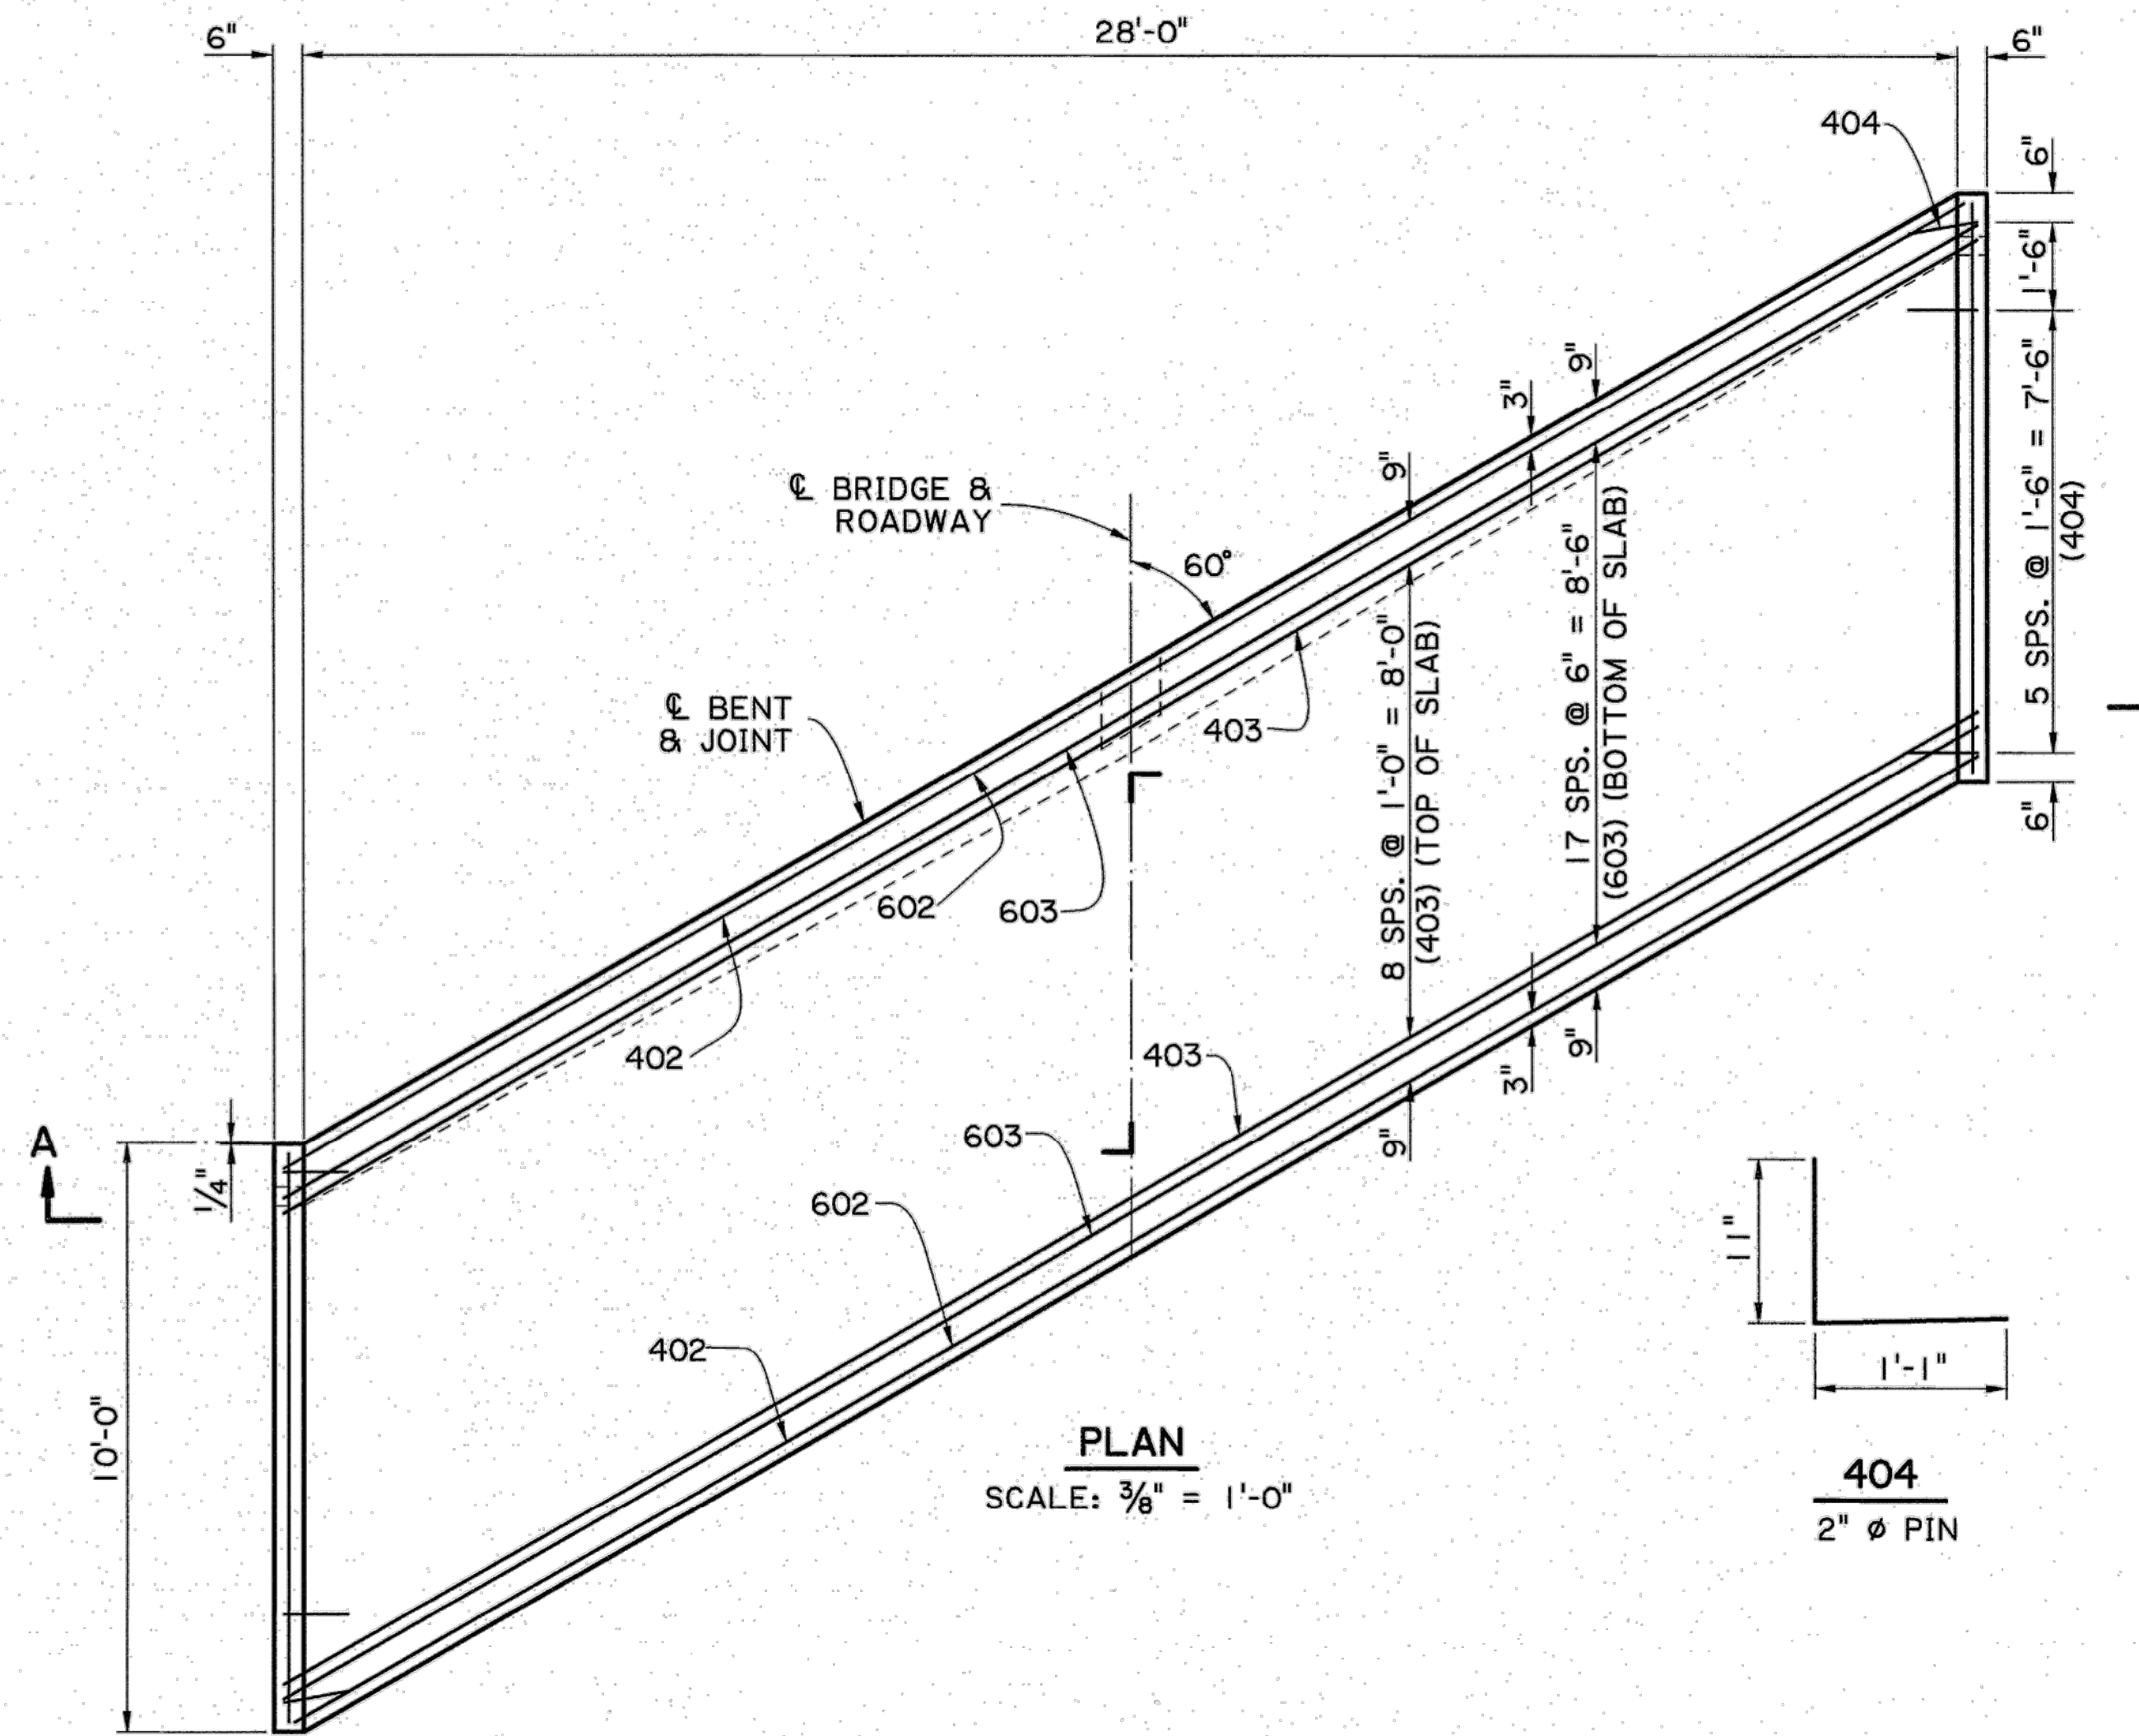 6"
28'-0"
6"
404
6"
1'-6"
5 SPS. @ 1'-6" = 7'-6"
(404)
6"
9"
3"
9"
℄ BRIDGE &
ROADWAY
60°
8 SPS. @ 1'-0" = 8'-0"
(403) (TOP OF SLAB)
17 SPS. @ 6" = 8'-6"
(603) (BOTTOM OF SLAB)
℄ BENT
& JOINT
403
602
603
402
403
603
9"
3"
9"
A
1/4"
602
402
10'-0"
11"
1'-1"
PLAN
SCALE: 3/8" = 1'-0"
404
2" ø PIN